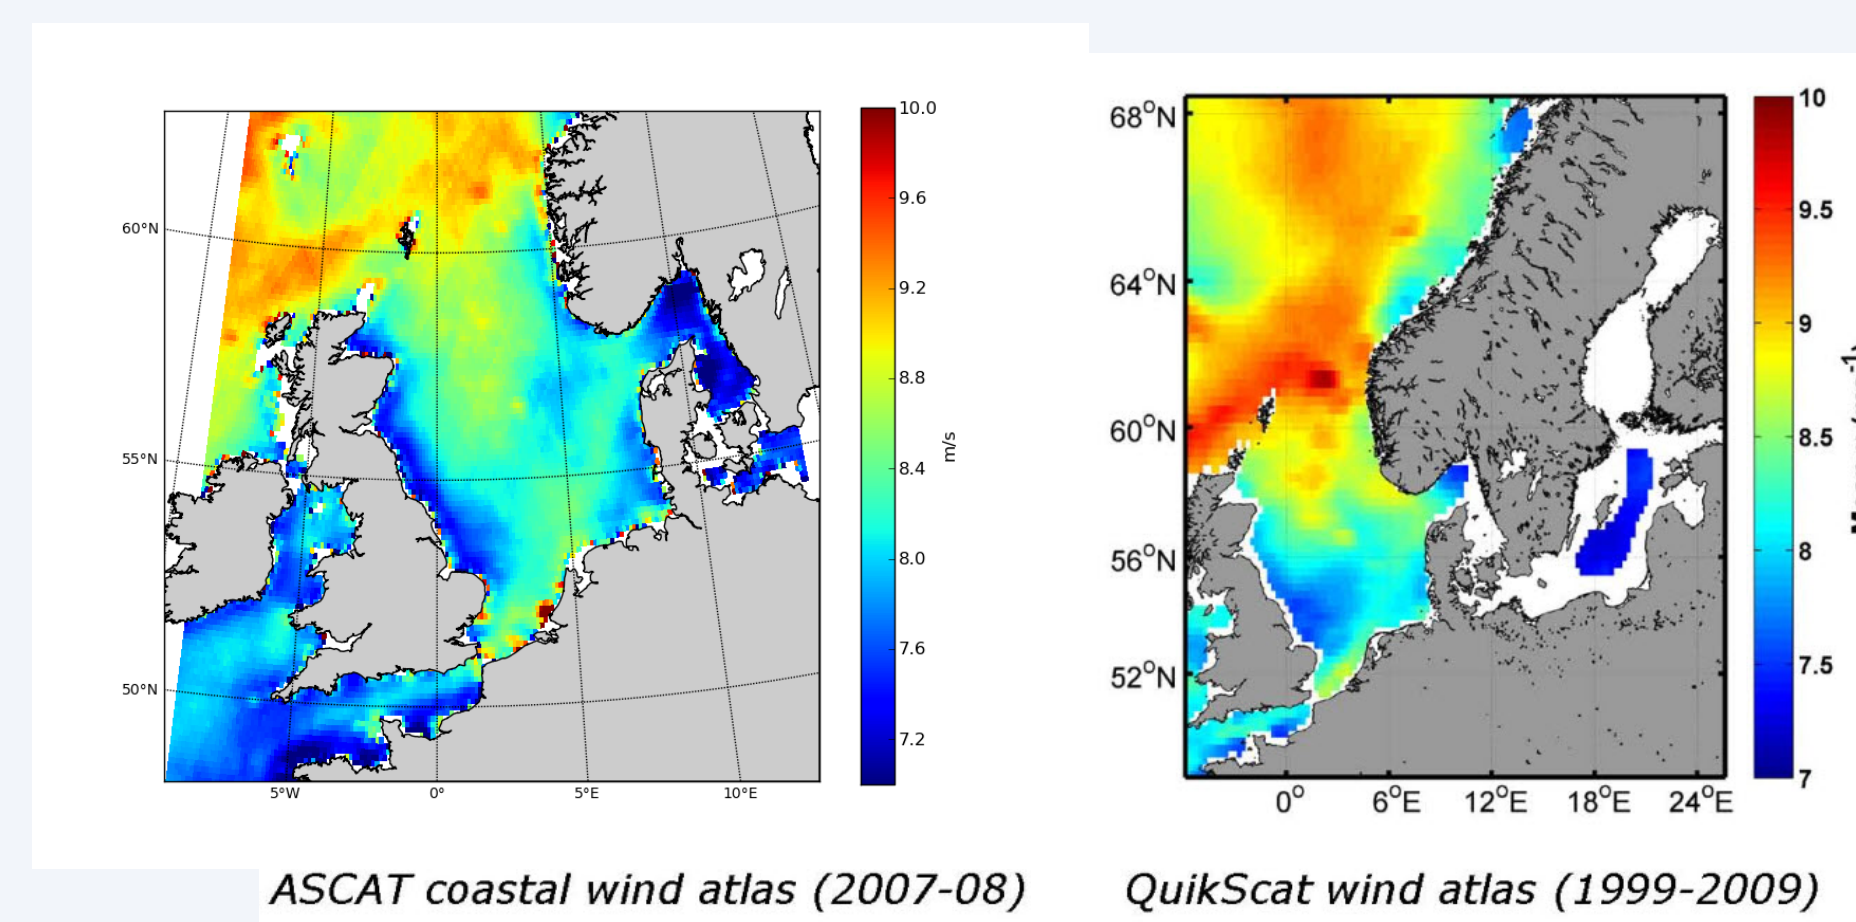 60°N
55°N
50°N
5°W 0° 5°E 10°E
10.0
9.6
9.2
8.8
8.4
8.0
7.6
7.2
m/s
68°N
64°N
60°N
56°N
52°N
0° 6°E 12°E 18°E 24°E
10
9.5
9
8.5
8
7.5
7
ASCAT coastal wind atlas (2007-08)
QuikScat wind atlas (1999-2009)